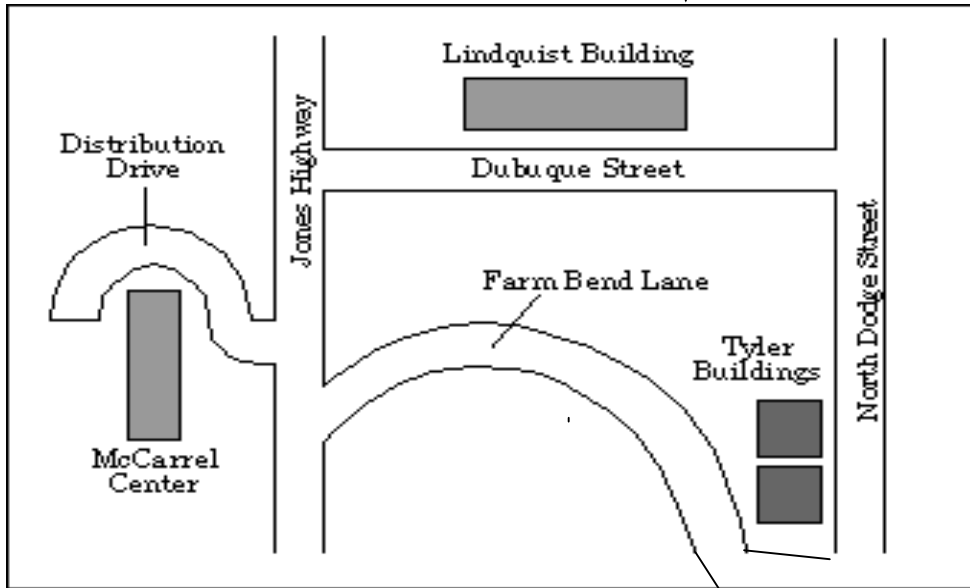 Lindquist Building
Distribution
Drive
Jones Highway
Dubuque Street
North Dodge Street
Farm Bend Lane
Tyler
Buildings
McCarrel
Center